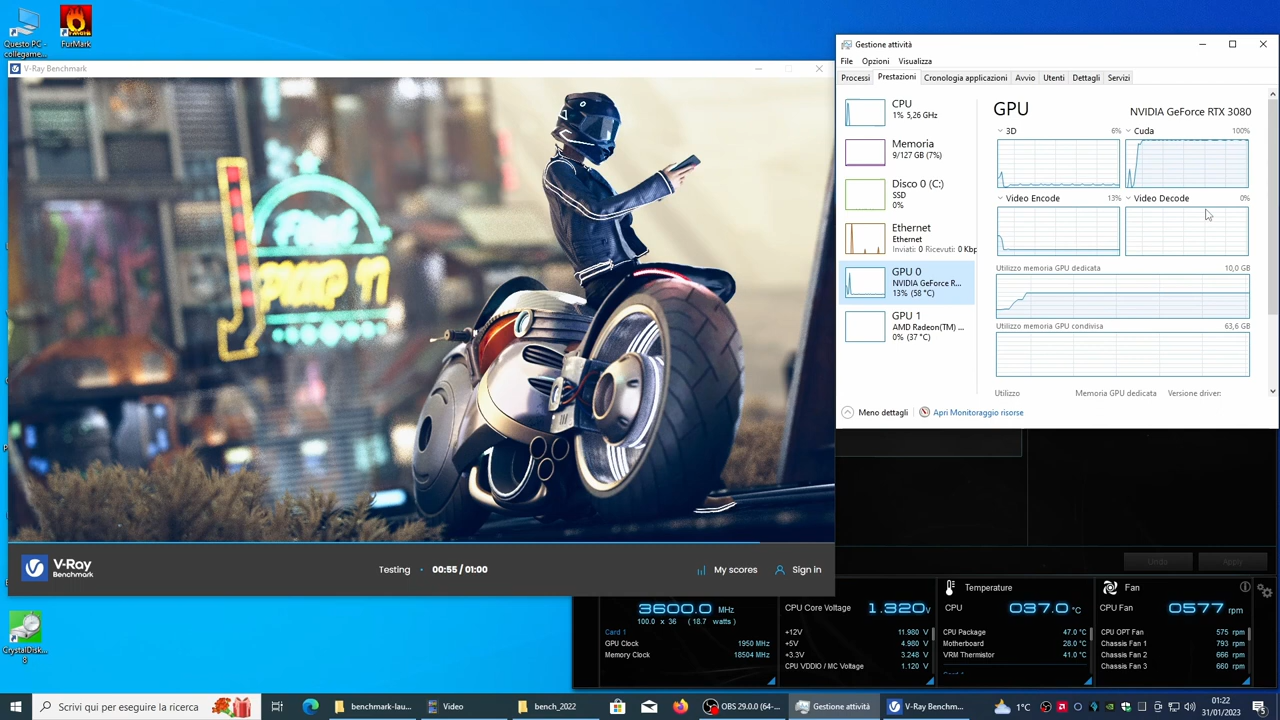 Questo PC -
collegame...
FurMark
V-Ray Benchmark
CrystalDisk...
8
V-Ray
Benchmark
Testing • 00:55 / 01:00
My scores
Sign in
Gestione attività
File Opzioni Visualizza
Processi Prestazioni Cronologia applicazioni Avvio Utenti Dettagli Servizi
CPU
1% 5,26 GHz
Memoria
9/127 GB (7%)
Disco 0 (C:)
SSD
0%
Ethernet
Ethernet
Inviati: 0 Ricevuti: 0 Kbp
GPU 0
NVIDIA GeForce R...
13% (58 °C)
GPU 1
AMD Radeon(TM) ...
0% (37 °C)
GPU NVIDIA GeForce RTX 3080
3D 6% Cuda 100%
Video Encode 13% Video Decode 0%
Utilizzo memoria GPU dedicata 10,0 GB
Utilizzo memoria GPU condivisa 63,6 GB
Utilizzo Memoria GPU dedicata Versione driver:
Meno dettagli Apri Monitoraggio risorse
Undo Apply
3600.0 MHz
100.0 x 36 ( 18.7 watts )
Card 1
GPU Clock 1950 MHz
Memory Clock 18504 MHz
CPU Core Voltage 1.320 V
+12V 11.980 V
+5V 4.980 V
+3.3V 3.248 V
CPU VDDIO / MC Voltage 1.120 V
Temperature
CPU 037.0 °C
CPU Package 47.0 °C
Motherboard 28.0 °C
VRM Thermistor 41.0 °C
Fan
CPU Fan 0577 rpm
CPU OPT Fan 575 rpm
Chassis Fan 1 793 rpm
Chassis Fan 2 666 rpm
Chassis Fan 3 660 rpm
Scrivi qui per eseguire la ricerca
benchmark-lau...
Video
bench_2022
OBS 29.0.0 (64-...
Gestione attività
V-Ray Benchm...
1°C
01:22
31/01/2023